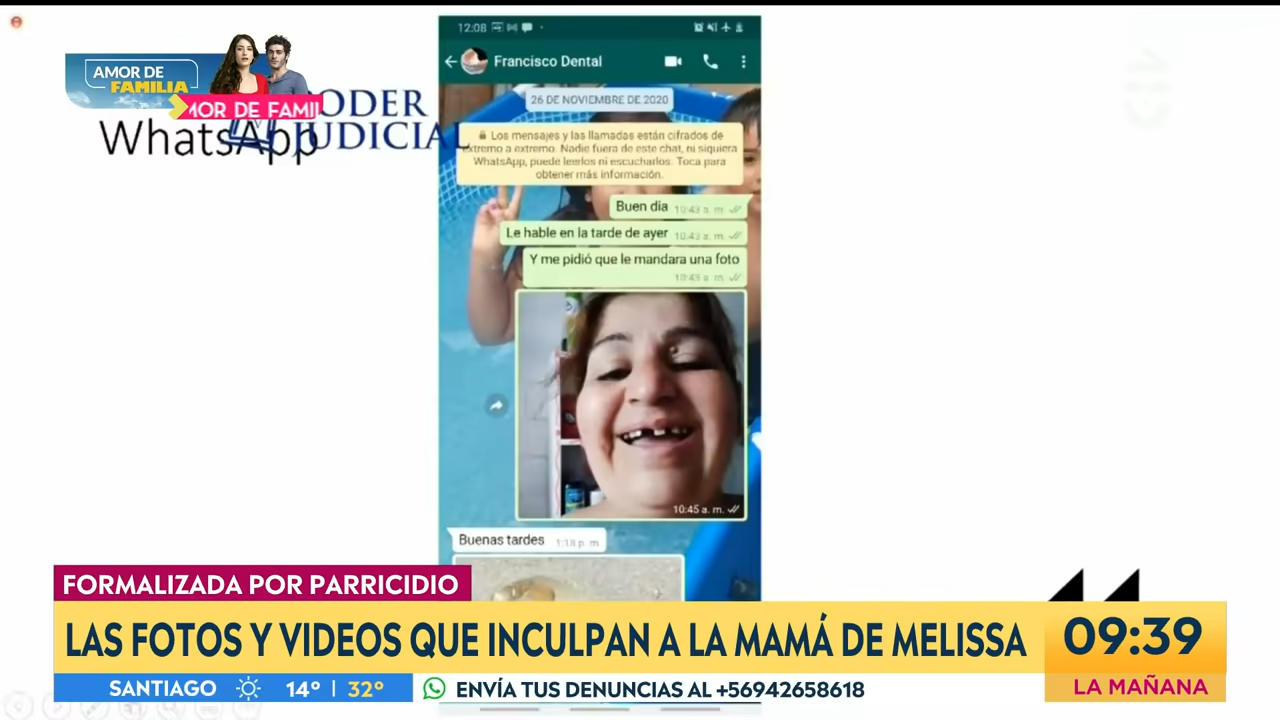 12:08
Francisco Dental
AMOR DE
FAMILIA
MOR DE FAMIL
PODER
JUDICIAL
WhatsApp
CHV
26 DE NOVIEMBRE DE 2020
Los mensajes y las llamadas están cifrados de
extremo a extremo. Nadie fuera de este chat, ni siquiera
WhatsApp, puede leerlos ni escucharlos. Toca para
obtener más información.
Buen dia 10:43 a. m.
Le hable en la tarde de ayer 10:43 a. m.
Y me pidió que le mandara una foto
10:43 a. m.
10:45 a. m.
Buenas tardes 1:18 p. m.
FORMALIZADA POR PARRICIDIO
LAS FOTOS Y VIDEOS QUE INCULPAN A LA MAMÁ DE MELISSA
09:39
LA MAÑANA
SANTIAGO 14° | 32°
ENVÍA TUS DENUNCIAS AL +56942658618